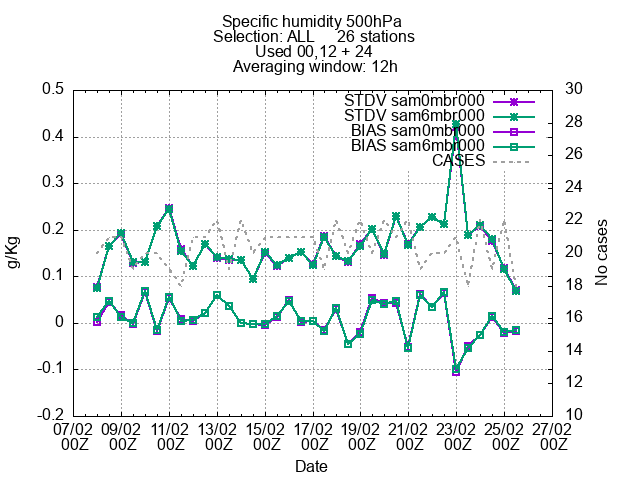 Specific humidity 500hPa
Selection: ALL 26 stations
Used 00,12 + 24
Averaging window: 12h
STDV sam0mbr000
STDV sam6mbr000
BIAS sam0mbr000
BIAS sam6mbr000
CASES
g/Kg
0.5
0.4
0.3
0.2
0.1
0
-0.1
-0.2
No cases
30
28
26
24
22
20
18
16
14
12
10
07/02 09/02 11/02 13/02 15/02 17/02 19/02 21/02 23/02 25/02 27/02
00Z 00Z 00Z 00Z 00Z 00Z 00Z 00Z 00Z 00Z 00Z
Date